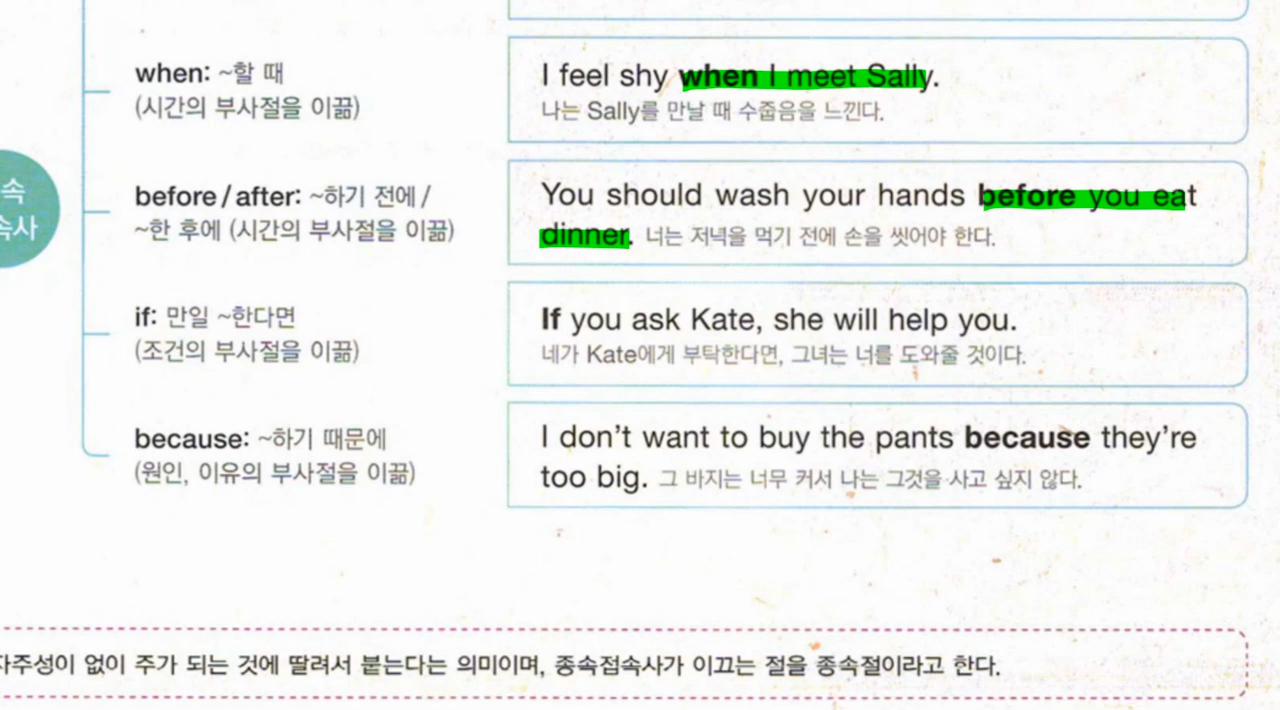 when: ~할 때
(시간의 부사절을 이끎)
I feel shy when I meet Sally.
나는 Sally를 만날 때 수줍음을 느낀다.
속
속사
before / after: ~하기 전에 /
~한 후에 (시간의 부사절을 이끎)
You should wash your hands before you eat
dinner. 너는 저녁을 먹기 전에 손을 씻어야 한다.
if: 만일 ~한다면
(조건의 부사절을 이끎)
If you ask Kate, she will help you.
네가 Kate에게 부탁한다면, 그녀는 너를 도와줄 것이다.
because: ~하기 때문에
(원인, 이유의 부사절을 이끎)
I don't want to buy the pants because they're
too big. 그 바지는 너무 커서 나는 그것을 사고 싶지 않다.
자주성이 없이 주가 되는 것에 딸려서 붙는다는 의미이며, 종속접속사가 이끄는 절을 종속절이라고 한다.